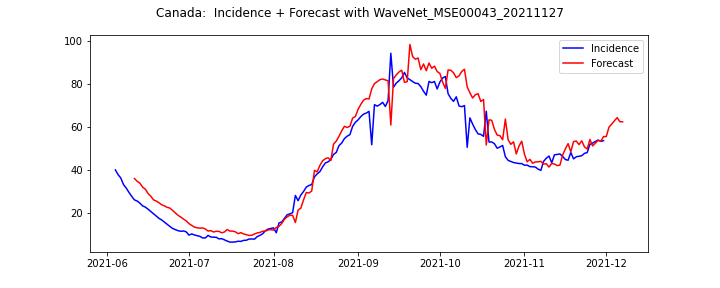 Canada:  Incidence + Forecast with WaveNet_MSE00043_20211127
Incidence
Forecast
100
80
60
40
20
2021-06 2021-07 2021-08 2021-09 2021-10 2021-11 2021-12